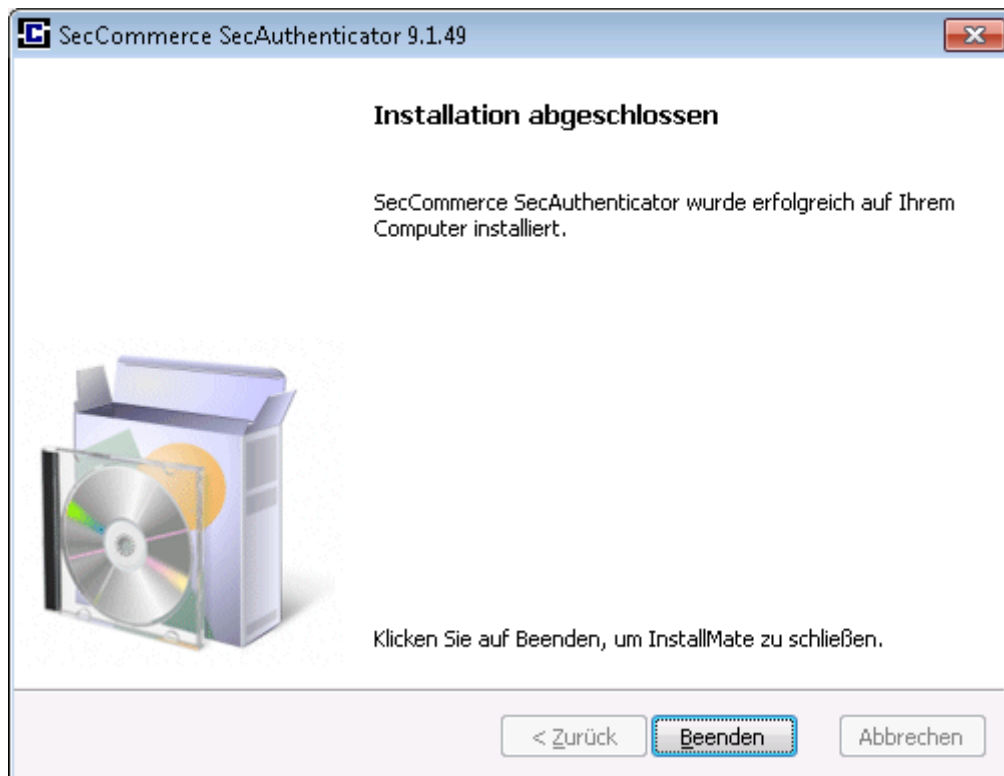 SecCommerce SecAuthenticator 9.1.49
Installation abgeschlossen
SecCommerce SecAuthenticator wurde erfolgreich auf Ihrem
Computer installiert.
Klicken Sie auf Beenden, um InstallMate zu schließen.
< Zurück Beenden Abbrechen